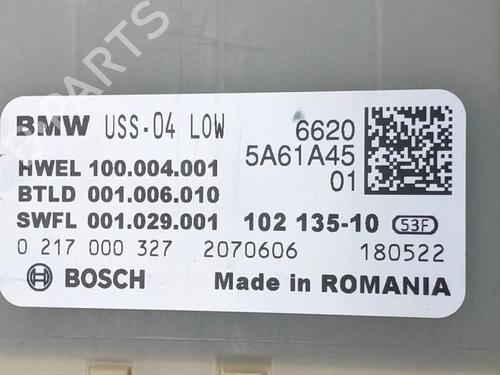 BMW USS-04 LOW 6620
HWEL 100.004.001 5A61A45
BTLD 001.006.010 01
SWFL 001.029.001 102 135-10 S3F
0 217 000 327 2070606 180522
BOSCH Made in ROMANIA
PARTS